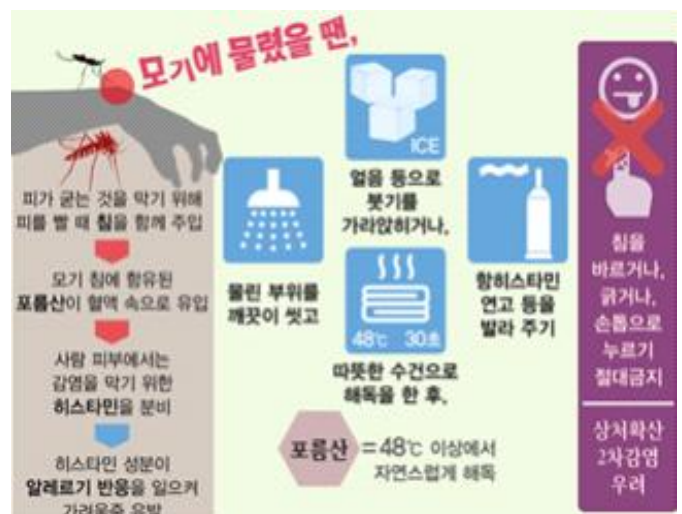 모기에 물렸을 땐,
피가 굳는 것을 막기 위해
피를 빨 때 침을 함께 주입
모기 침에 함유된
포름산이 혈액 속으로 유입
사람 피부에서는
감염을 막기 위한
히스타민을 분비
히스타민 성분이
알레르기 반응을 일으켜
가려움증 유발
물린 부위를
깨끗이 씻고
ICE
얼음 등으로
붓기를
가라앉히거나,
48℃ 30초
따뜻한 수건으로
해독을 한 후,
항히스타민
연고 등을
발라 주기
포름산 = 48℃ 이상에서
자연스럽게 해독
침을
바르거나,
긁거나,
손톱으로
누르기
절대금지
상처확산
2차감염
우려